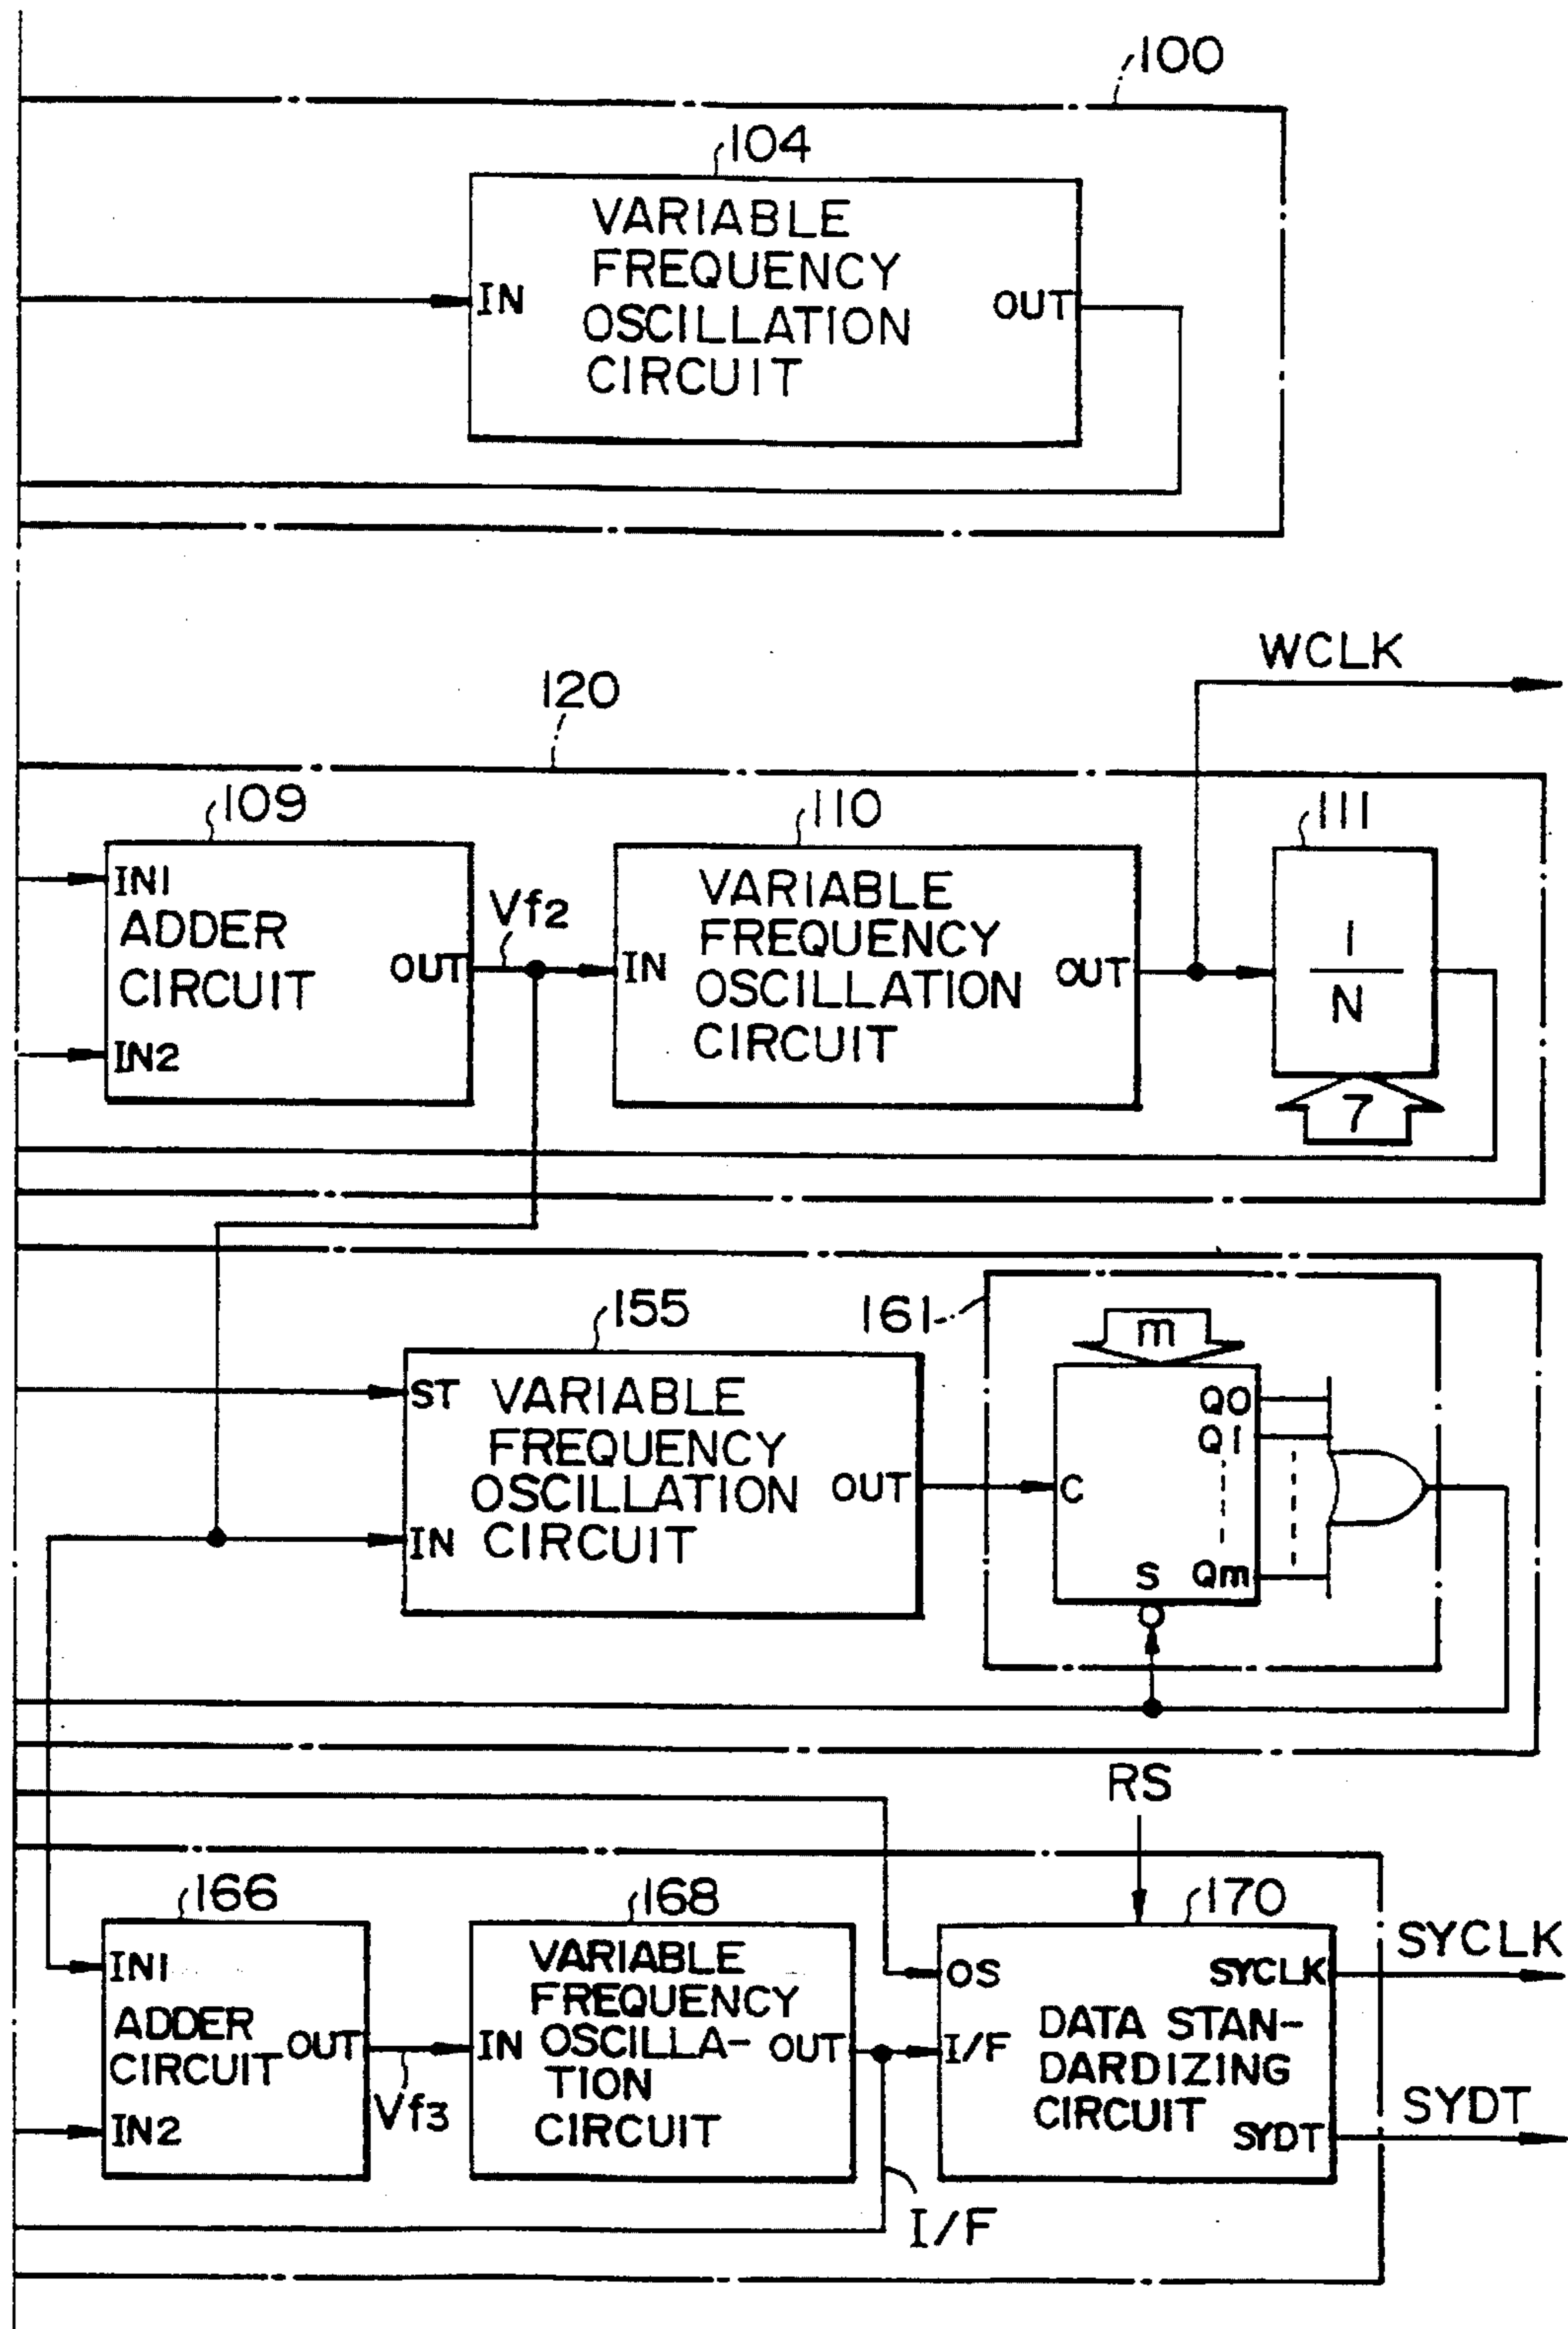 100
104
VARIABLE
FREQUENCY
IN
OUT
OSCILLATION
CIRCUIT
WCLK
120
109
110
111
IN1
ADDER
CIRCUIT
OUT
IN2
Vf2
VARIABLE
FREQUENCY
IN
OUT
OSCILLATION
CIRCUIT
1
N
7
155
161
m
ST
VARIABLE
FREQUENCY
OSCILLATION
OUT
IN
CIRCUIT
Q0
Q1
C
S
Qm
RS
166
168
170
IN1
ADDER
CIRCUIT
OUT
IN2
Vf3
VARIABLE
FREQUENCY
IN
OSCILLA-
OUT
TION
CIRCUIT
OS
SYCLK
I/F
DATA STAN-
DARDIZING
CIRCUIT
SYDT
SYCLK
SYDT
I/F